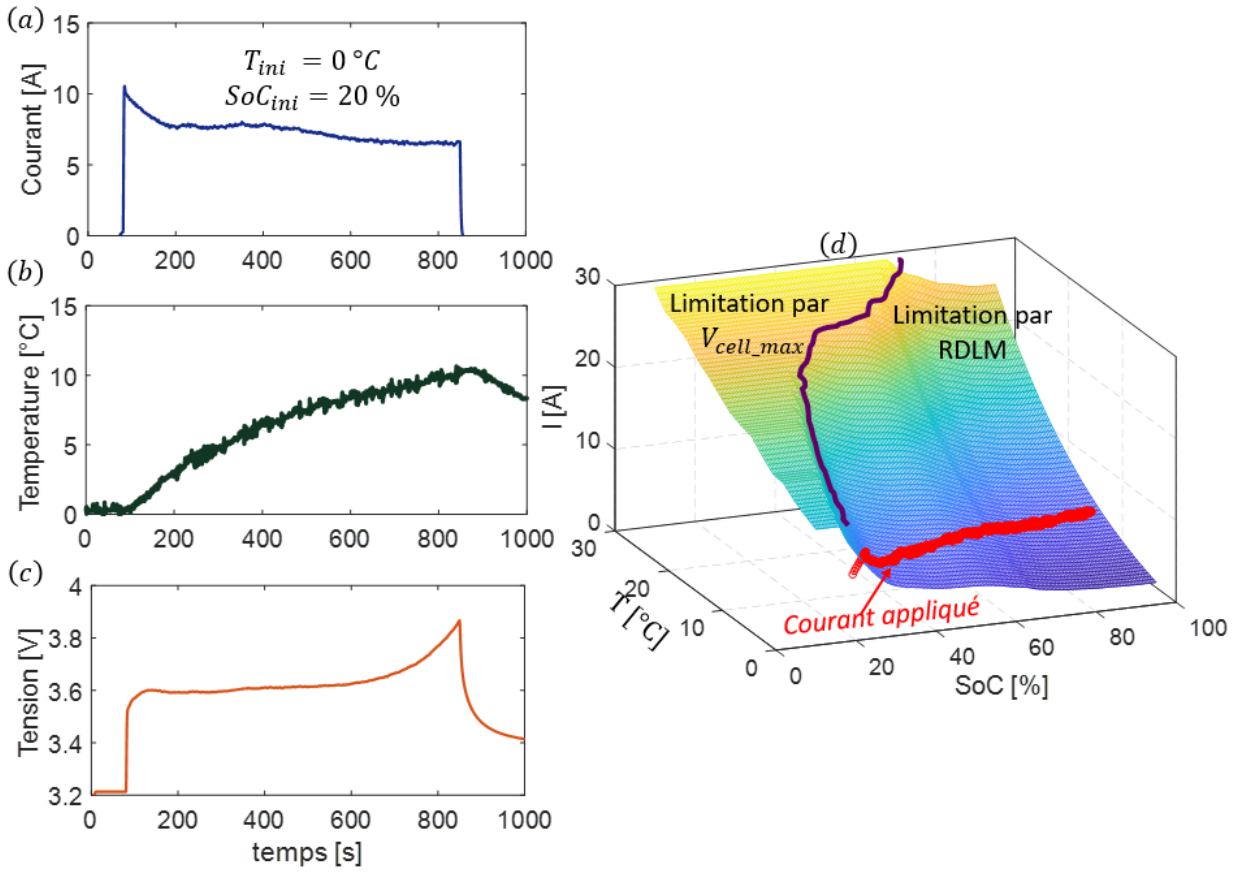 (a)
15
10
5
0
Courant [A]
T_ini = 0 °C
SoC_ini = 20 %
0 200 400 600 800 1000
(b)
15
10
5
0
Temperature [°C]
0 200 400 600 800 1000
(c)
4
3.8
3.6
3.4
3.2
Tension [V]
0 200 400 600 800 1000
temps [s]
(d)
30
20
10
0
I [A]
Limitation par
V_cell_max
Limitation par
RDLM
30
20
10
0
T [°C]
Courant appliqué
0 20 40 60 80 100
SoC [%]